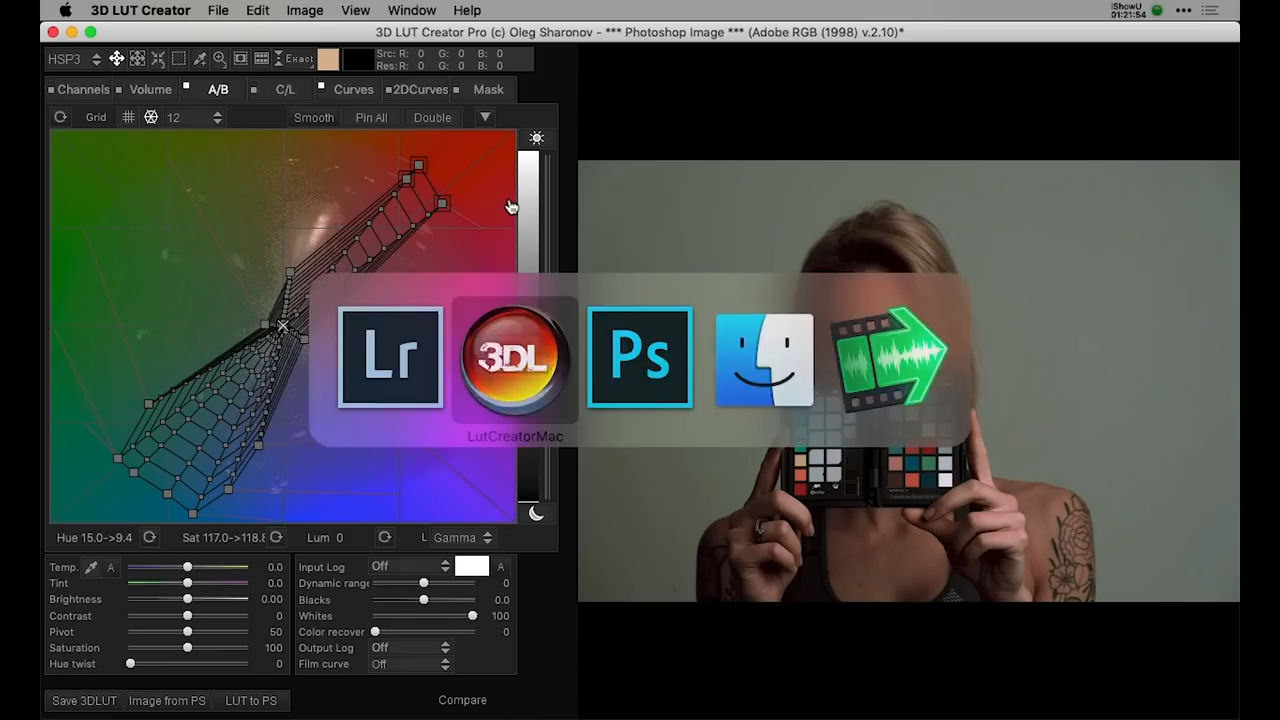 3D LUT Creator File Edit Image View Window Help
iShowU
01:21:54
3D LUT Creator Pro (c) Oleg Sharonov - *** Photoshop Image *** (Adobe RGB (1998) v.2.10)*
HSP3 Exact Src: R: 0 G: 0 B: 0
Res: R: 0 G: 0 B: 0
Channels Volume A/B C/L Curves 2DCurves Mask
Grid 12 Smooth Pin All Double
Lr 3DL Ps
LutCreatorMac
Hue 15.0->9.4 Sat 117.0->118.8 Lum 0 L Gamma
Temp. A 0.0
Tint 0.0
Brightness 0.00
Contrast 0
Pivot 50
Saturation 100
Hue twist 0
Input Log Off A
Dynamic range 0
Blacks 0.0
Whites 100
Color recover 0
Output Log Off
Film curve Off
Save 3DLUT Image from PS LUT to PS Compare